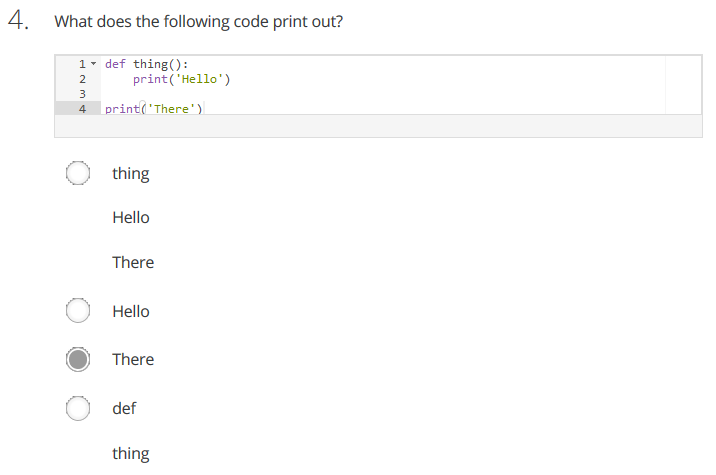 4. What does the following code print out?
1 def thing():
2     print('Hello')
3
4 print('There')
thing
Hello
There
Hello
There
def
thing